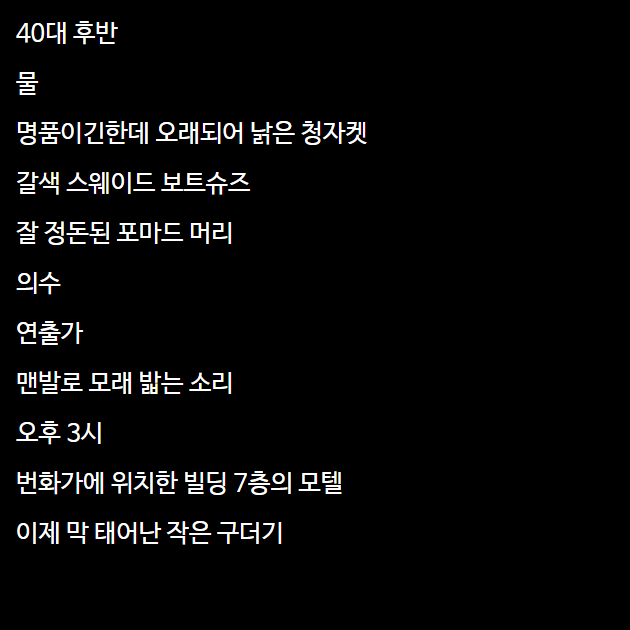 40대 후반
물
명품이긴한데 오래되어 낡은 청자켓
갈색 스웨이드 보트슈즈
잘 정돈된 포마드 머리
의수
연출가
맨발로 모래 밟는 소리
오후 3시
번화가에 위치한 빌딩 7층의 모텔
이제 막 태어난 작은 구더기